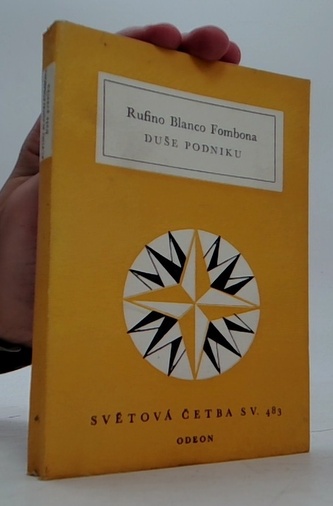 Rufino Blanco Fombona
DUŠE PODNIKU
SVĚTOVÁ ČETBA SV. 483
ODEON